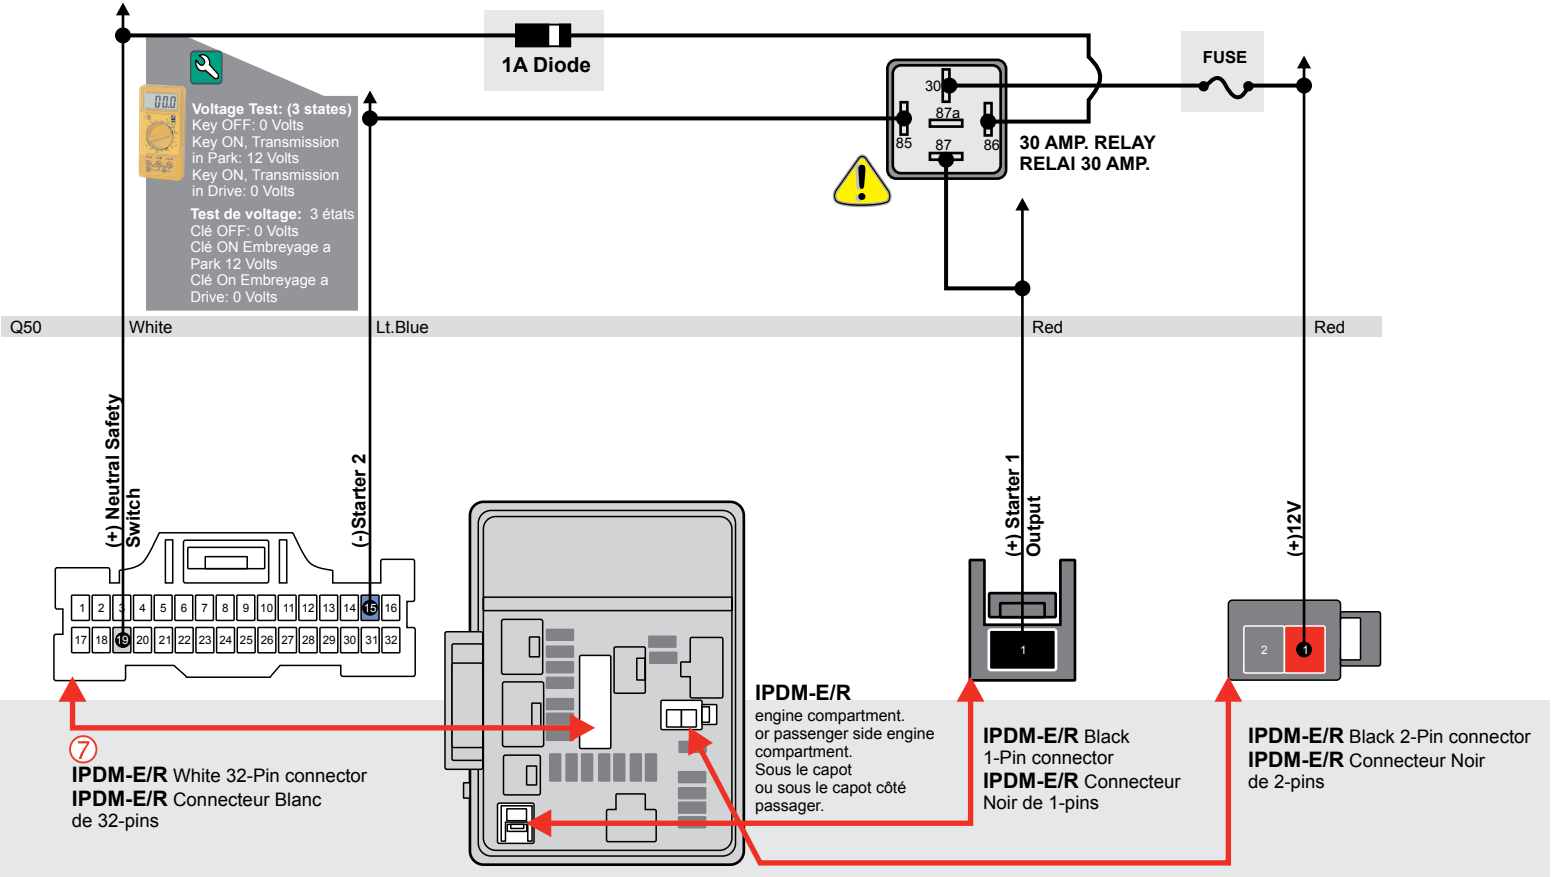 1A Diode
FUSE
00.0
Voltage Test: (3 states)
Key OFF: 0 Volts
Key ON, Transmission
in Park: 12 Volts
Key ON, Transmission
in Drive: 0 Volts
Test de voltage: 3 états
Clé OFF: 0 Volts
Clé ON Embreyage a
Park 12 Volts
Clé On Embreyage a
Drive: 0 Volts
30
87a
85
87
86
30 AMP. RELAY
RELAI 30 AMP.
Q50
White
Lt.Blue
Red
Red
(+) Neutral Safety
Switch
(-)Starter 2
(+) Starter 1
Output
(+)12V
1 2 3 4 5 6 7 8 9 10 11 12 13 14 15 16
17 18 19 20 21 22 23 24 25 26 27 28 29 30 31 32
1
2 1
7
IPDM-E/R White 32-Pin connector
IPDM-E/R Connecteur Blanc
de 32-pins
IPDM-E/R
engine compartment.
or passenger side engine
compartment.
Sous le capot
ou sous le capot côté
passager.
IPDM-E/R Black
1-Pin connector
IPDM-E/R Connecteur
Noir de 1-pins
IPDM-E/R Black 2-Pin connector
IPDM-E/R Connecteur Noir
de 2-pins